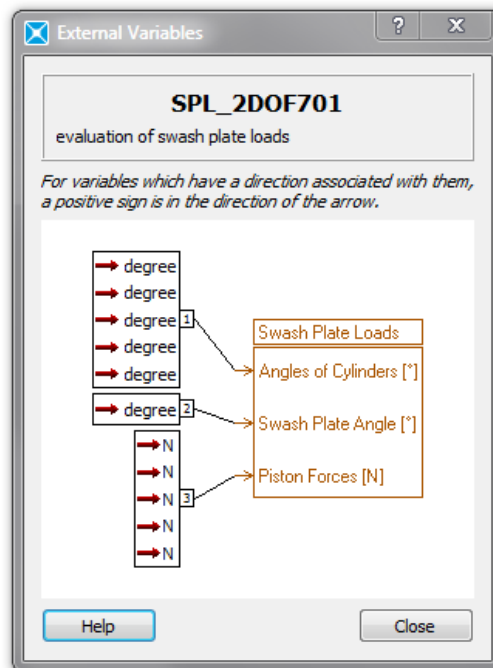 External Variables
?
X
SPL_2DOF701
evaluation of swash plate loads
For variables which have a direction associated with them,
a positive sign is in the direction of the arrow.
degree
degree
degree 1
degree
degree
degree 2
N
N
N 3
N
N
Swash Plate Loads
Angles of Cylinders [°]
Swash Plate Angle [°]
Piston Forces [N]
Help
Close